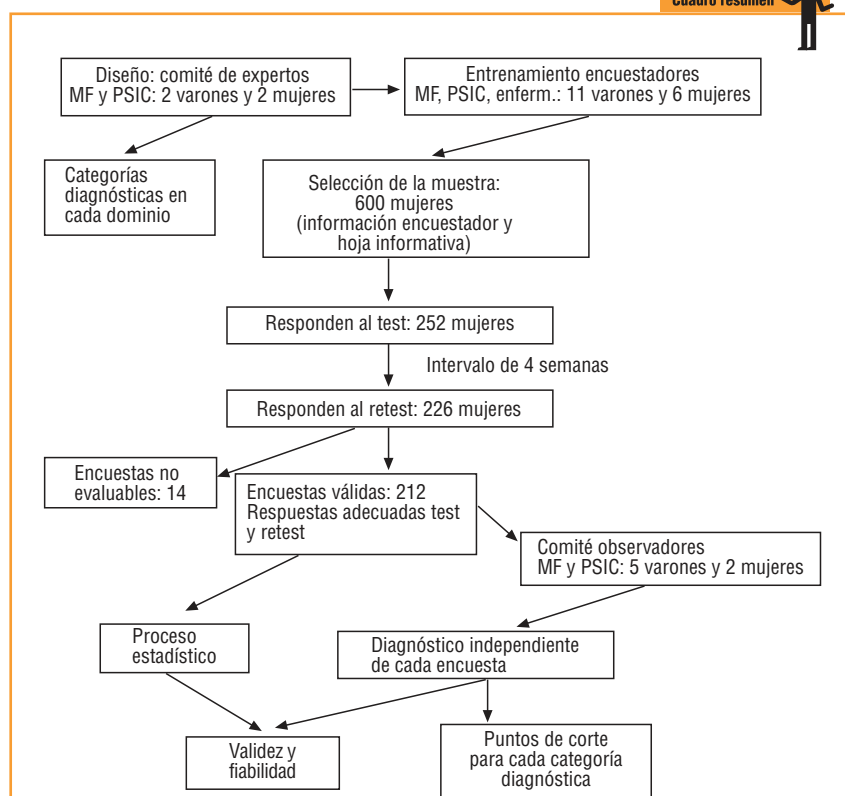 Cuadro resumen
Diseño: comité de expertos
MF y PSIC: 2 varones y 2 mujeres
Entrenamiento encuestadores
MF, PSIC, enferm.: 11 varones y 6 mujeres
Categorías
diagnósticas en
cada dominio
Selección de la muestra:
600 mujeres
(información encuestador y
hoja informativa)
Responden al test: 252 mujeres
Intervalo de 4 semanas
Responden al retest: 226 mujeres
Encuestas no
evaluables: 14
Encuestas válidas: 212
Respuestas adecuadas test
y retest
Comité observadores
MF y PSIC: 5 varones y 2 mujeres
Proceso
estadístico
Diagnóstico independiente
de cada encuesta
Validez y
fiabilidad
Puntos de corte
para cada categoría
diagnóstica